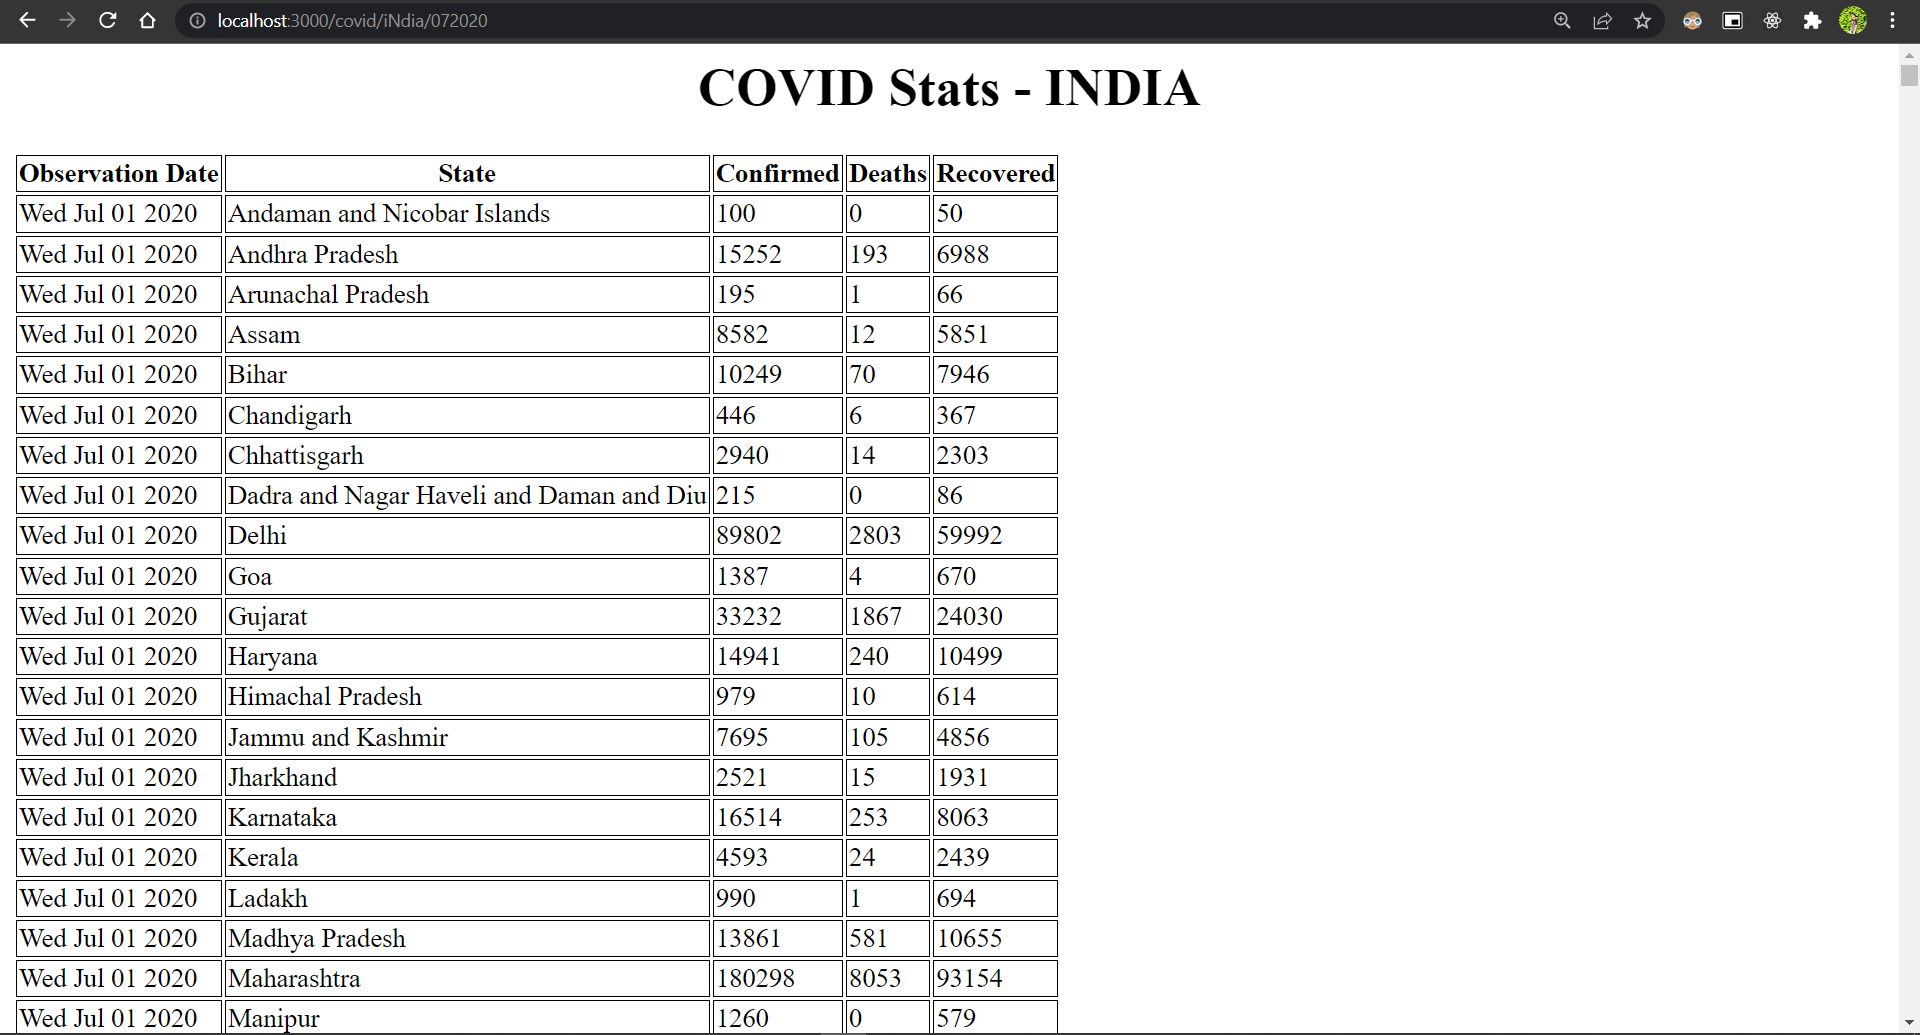 localhost:3000/covid/iNdia/072020
COVID Stats - INDIA
Observation Date State Confirmed Deaths Recovered
Wed Jul 01 2020 Andaman and Nicobar Islands 100 0 50
Wed Jul 01 2020 Andhra Pradesh 15252 193 6988
Wed Jul 01 2020 Arunachal Pradesh 195 1 66
Wed Jul 01 2020 Assam 8582 12 5851
Wed Jul 01 2020 Bihar 10249 70 7946
Wed Jul 01 2020 Chandigarh 446 6 367
Wed Jul 01 2020 Chhattisgarh 2940 14 2303
Wed Jul 01 2020 Dadra and Nagar Haveli and Daman and Diu 215 0 86
Wed Jul 01 2020 Delhi 89802 2803 59992
Wed Jul 01 2020 Goa 1387 4 670
Wed Jul 01 2020 Gujarat 33232 1867 24030
Wed Jul 01 2020 Haryana 14941 240 10499
Wed Jul 01 2020 Himachal Pradesh 979 10 614
Wed Jul 01 2020 Jammu and Kashmir 7695 105 4856
Wed Jul 01 2020 Jharkhand 2521 15 1931
Wed Jul 01 2020 Karnataka 16514 253 8063
Wed Jul 01 2020 Kerala 4593 24 2439
Wed Jul 01 2020 Ladakh 990 1 694
Wed Jul 01 2020 Madhya Pradesh 13861 581 10655
Wed Jul 01 2020 Maharashtra 180298 8053 93154
Wed Jul 01 2020 Manipur 1260 0 579